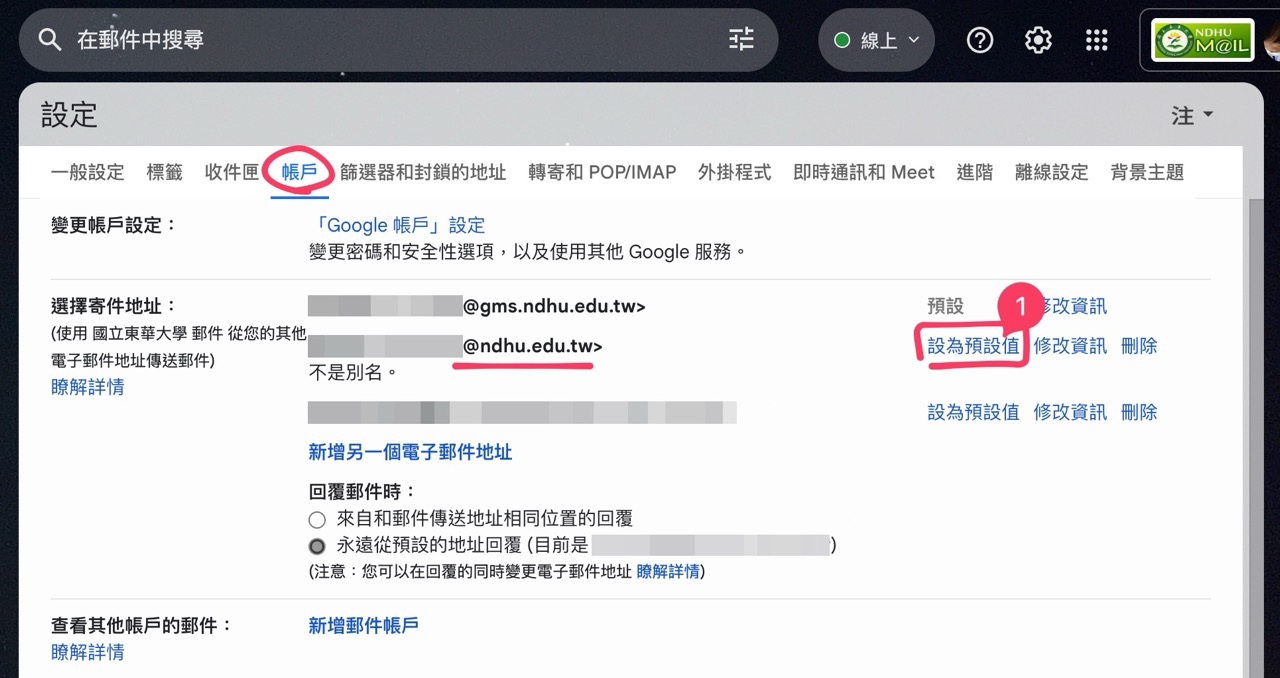 在郵件中搜尋
線上
NDHU
M@IL
設定
注
一般設定 標籤 收件匣 帳戶 篩選器和封鎖的地址 轉寄和 POP/IMAP 外掛程式 即時通訊和 Meet 進階 離線設定 背景主題
變更帳戶設定： 「Google 帳戶」設定
變更密碼和安全性選項，以及使用其他 Google 服務。
選擇寄件地址： @gms.ndhu.edu.tw> 預設 1 修改資訊
(使用 國立東華大學 郵件 從您的其他
電子郵件地址傳送郵件)
瞭解詳情
@ndhu.edu.tw> 設為預設值 修改資訊 刪除
不是別名。
設為預設值 修改資訊 刪除
新增另一個電子郵件地址
回覆郵件時：
來自和郵件傳送地址相同位置的回覆
永遠從預設的地址回覆 (目前是 )
(注意：您可以在回覆的同時變更電子郵件地址 瞭解詳情)
查看其他帳戶的郵件： 新增郵件帳戶
瞭解詳情